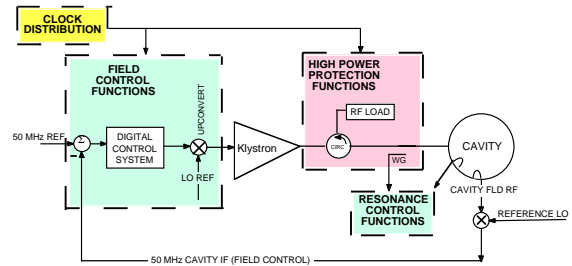 CLOCK
DISTRIBUTION
FIELD
CONTROL
FUNCTIONS
HIGH POWER
PROTECTION
FUNCTIONS
UPCONVERT
RF LOAD
50 MHz REF
Σ
DIGITAL
CONTROL
SYSTEM
Klystron
CIRC
CAVITY
WG
LO REF
CAVITY FLD RF
RESONANCE
CONTROL
FUNCTIONS
REFERENCE LO
50 MHz CAVITY IF (FIELD CONTROL)